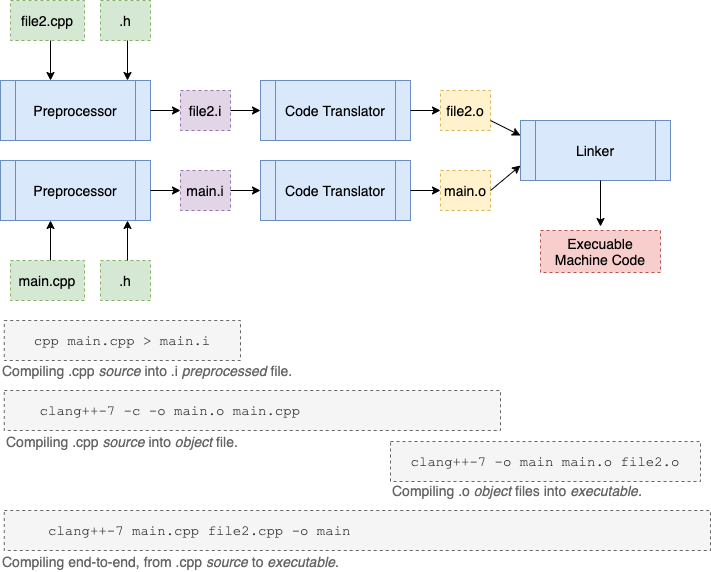 file2.cpp
.h
Preprocessor
file2.i
Code Translator
file2.o
Linker
Preprocessor
main.i
Code Translator
main.o
Execuable
Machine Code
main.cpp
.h
cpp main.cpp > main.i
Compiling .cpp source into .i preprocessed file.
clang++-7 -c -o main.o main.cpp
Compiling .cpp source into object file.
clang++-7 -o main main.o file2.o
Compiling .o object files into executable.
clang++-7 main.cpp file2.cpp -o main
Compiling end-to-end, from .cpp source to executable.